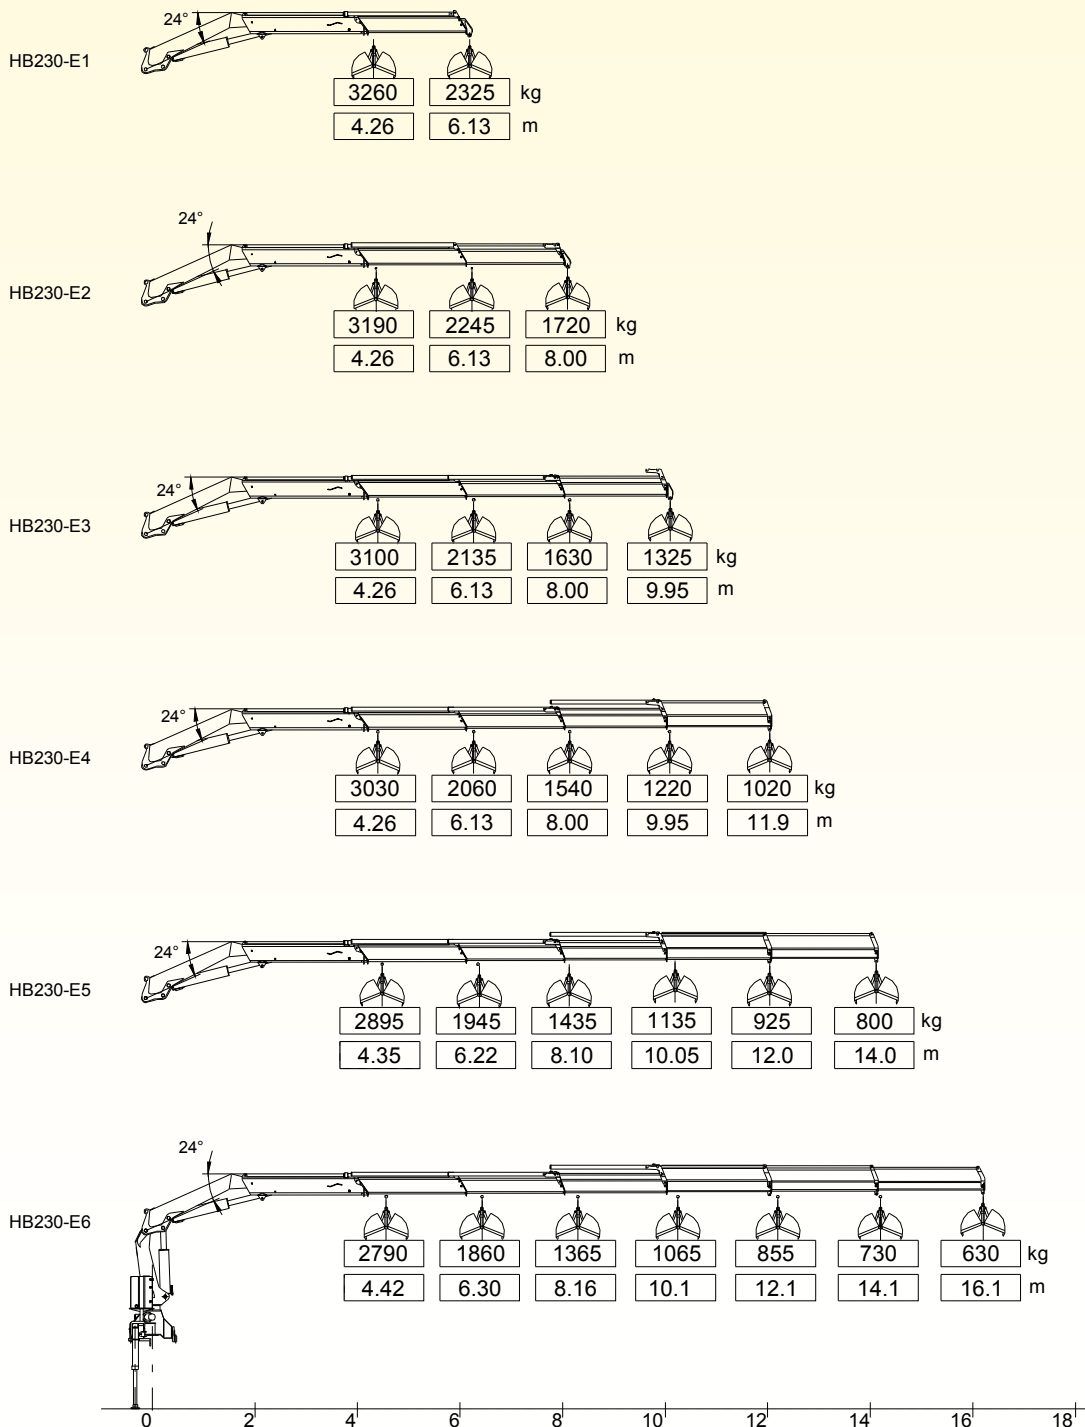 24°
HB230-E1
3260 2325 kg
4.26 6.13 m
24°
HB230-E2
3190 2245 1720 kg
4.26 6.13 8.00 m
24°
HB230-E3
3100 2135 1630 1325 kg
4.26 6.13 8.00 9.95 m
24°
HB230-E4
3030 2060 1540 1220 1020 kg
4.26 6.13 8.00 9.95 11.9 m
24°
HB230-E5
2895 1945 1435 1135 925 800 kg
4.35 6.22 8.10 10.05 12.0 14.0 m
24°
HB230-E6
2790 1860 1365 1065 855 730 630 kg
4.42 6.30 8.16 10.1 12.1 14.1 16.1 m
0 2 4 6 8 10 12 14 16 18